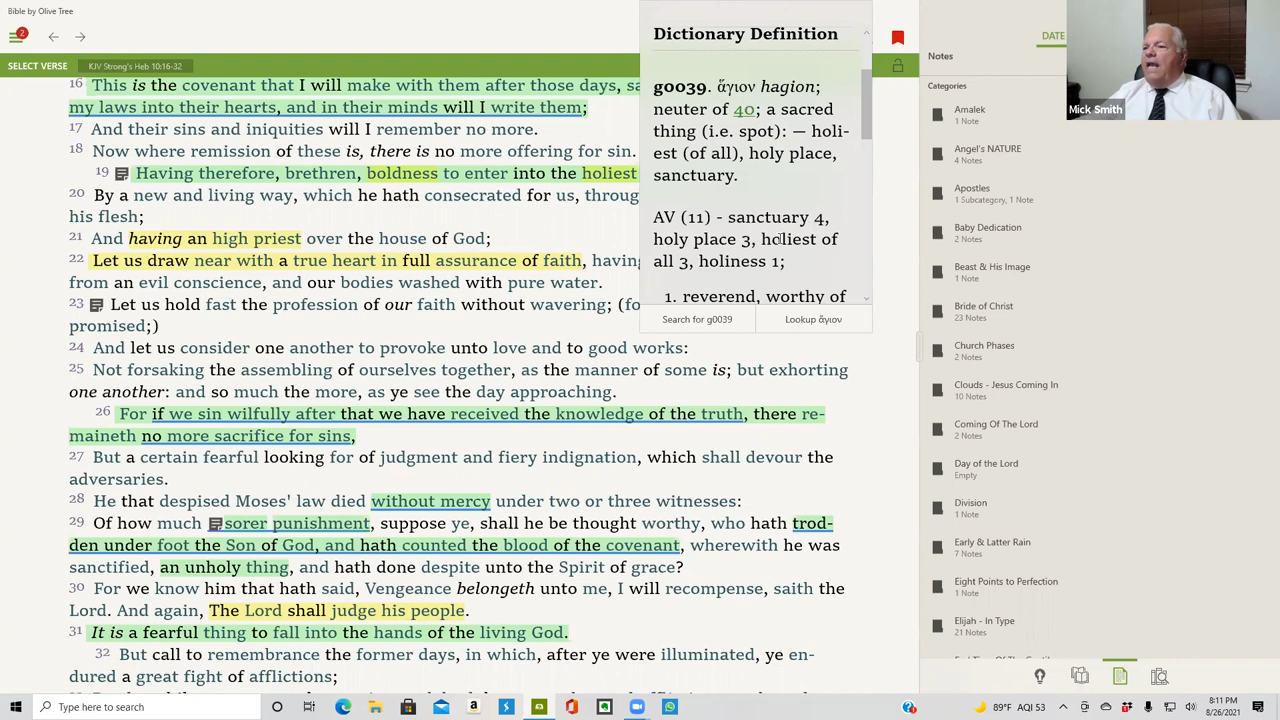 Bible by Olive Tree
2
SELECT VERSE
KJV Strong's Heb 10:16-32
16 This is the covenant that I will make with them after those days, sa
my laws into their hearts, and in their minds will I write them;
17 And their sins and iniquities will I remember no more.
18 Now where remission of these is, there is no more offering for sin.
19 Having therefore, brethren, boldness to enter into the holiest
20 By a new and living way, which he hath consecrated for us, throug
his flesh;
21 And having an high priest over the house of God;
22 Let us draw near with a true heart in full assurance of faith, having
from an evil conscience, and our bodies washed with pure water.
23 Let us hold fast the profession of our faith without wavering; (fo
promised;)
24 And let us consider one another to provoke unto love and to good works:
25 Not forsaking the assembling of ourselves together, as the manner of some is; but exhorting
one another: and so much the more, as ye see the day approaching.
26 For if we sin wilfully after that we have received the knowledge of the truth, there re-
maineth no more sacrifice for sins,
27 But a certain fearful looking for of judgment and fiery indignation, which shall devour the
adversaries.
28 He that despised Moses' law died without mercy under two or three witnesses:
29 Of how much sorer punishment, suppose ye, shall he be thought worthy, who hath trod-
den under foot the Son of God, and hath counted the blood of the covenant, wherewith he was
sanctified, an unholy thing, and hath done despite unto the Spirit of grace?
30 For we know him that hath said, Vengeance belongeth unto me, I will recompense, saith the
Lord. And again, The Lord shall judge his people.
31 It is a fearful thing to fall into the hands of the living God.
32 But call to remembrance the former days, in which, after ye were illuminated, ye en-
dured a great fight of afflictions;
Dictionary Definition
g0039. ἅγιον hagion;
neuter of 40; a sacred
thing (i.e. spot): — holi-
est (of all), holy place,
sanctuary.
AV (11) - sanctuary 4,
holy place 3, holiest of
all 3, holiness 1;
1. reverend, worthy of
Search for g0039
Lookup ἅγιον
DATE
Notes
Categories
Amalek
1 Note
Angel's NATURE
4 Notes
Apostles
1 Subcategory, 1 Note
Baby Dedication
2 Notes
Beast & His Image
1 Note
Bride of Christ
23 Notes
Church Phases
2 Notes
Clouds - Jesus Coming In
10 Notes
Coming Of The Lord
2 Notes
Day of the Lord
Empty
Division
1 Note
Early & Latter Rain
7 Notes
Eight Points to Perfection
1 Note
Elijah - In Type
21 Notes
Mick Smith
Type here to search
89°F AQI 53
8:11 PM
8/26/2021